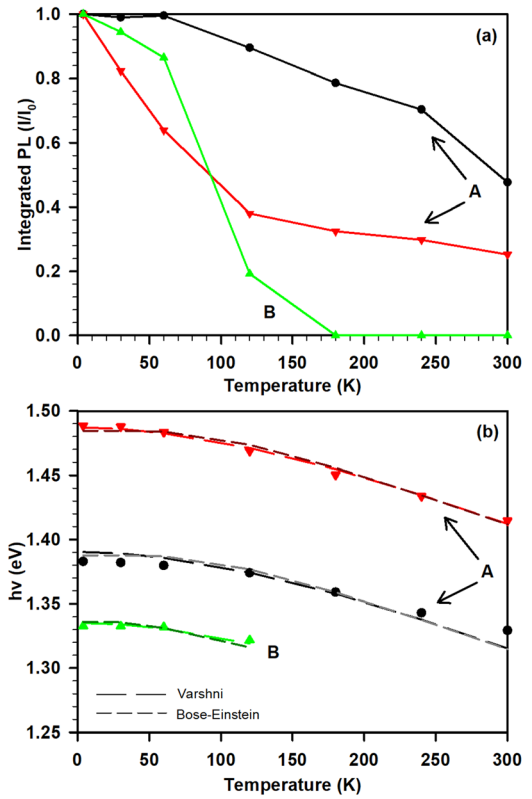 (a)
1.0
0.8
0.6
0.4
0.2
0.0
Integrated PL (I/I0)
A
B
0 50 100 150 200 250 300
Temperature (K)
(b)
1.50
1.45
1.40
1.35
1.30
1.25
hν (eV)
A
B
Varshni
Bose-Einstein
0 50 100 150 200 250 300
Temperature (K)